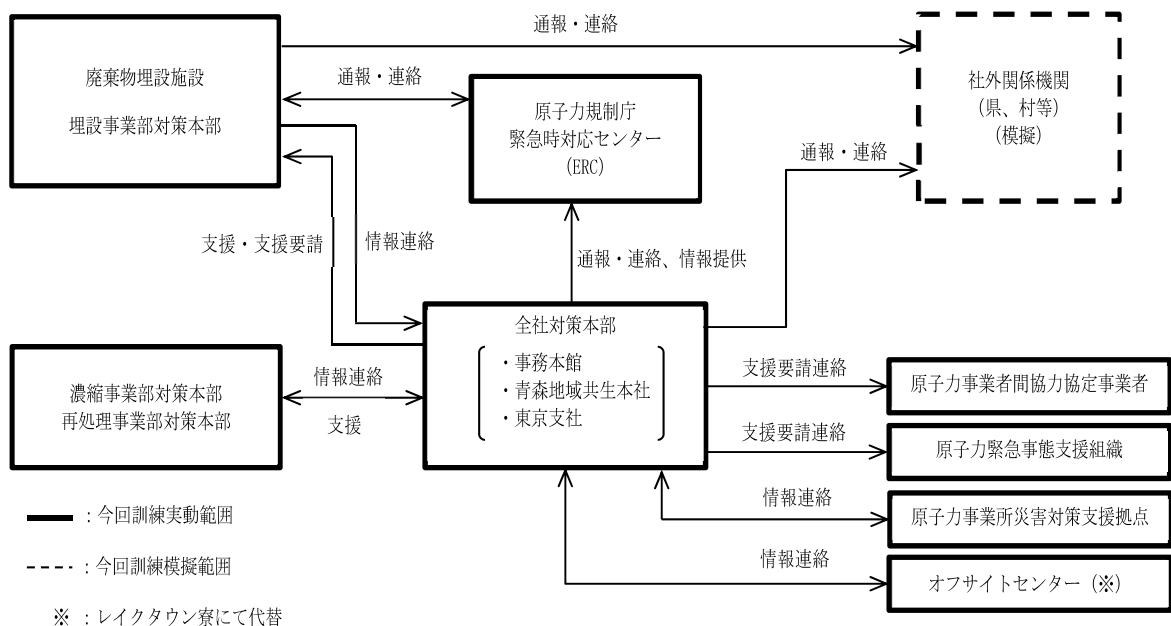 通報・連絡
廃棄物埋設施設
埋設事業部対策本部
通報・連絡
原子力規制庁
緊急時対応センター
(ERC)
社外関係機関
(県、村等)
(模擬)
通報・連絡
支援・支援要請
情報連絡
通報・連絡、情報提供
全社対策本部
・事務本館
・青森地域共生本社
・東京支社
濃縮事業部対策本部
再処理事業部対策本部
情報連絡
支援
支援要請連絡
原子力事業者間協力協定事業者
支援要請連絡
原子力緊急事態支援組織
情報連絡
原子力事業所災害対策支援拠点
情報連絡
オフサイトセンター（※）
：今回訓練実動範囲
：今回訓練模擬範囲
※ ：レイクタウン寮にて代替